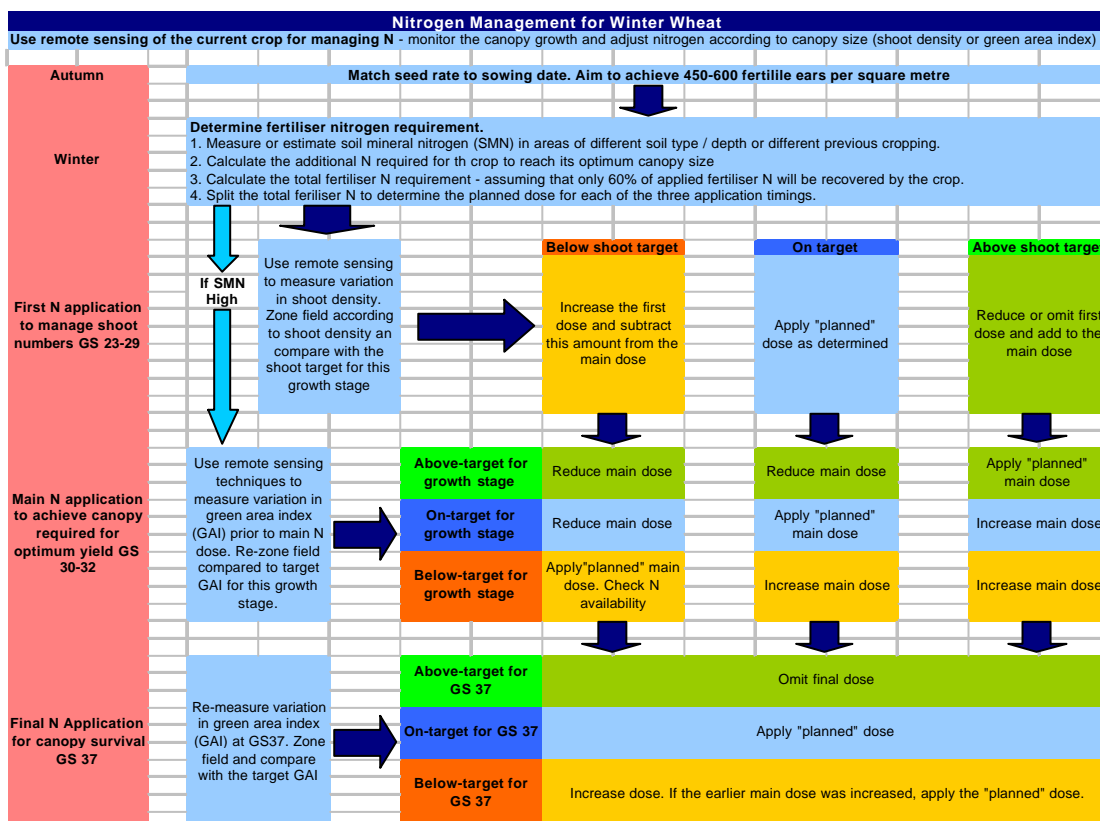 Nitrogen Management for Winter Wheat
Use remote sensing of the current crop for managing N - monitor the canopy growth and adjust nitrogen according to canopy size (shoot density or green area index)
Autumn
Match seed rate to sowing date. Aim to achieve 450-600 fertilile ears per square metre
Winter
Determine fertiliser nitrogen requirement.
1. Measure or estimate soil mineral nitrogen (SMN) in areas of different soil type / depth or different previous cropping.
2. Calculate the additional N required for th crop to reach its optimum canopy size
3. Calculate the total fertiliser N requirement - assuming that only 60% of applied fertiliser N will be recovered by the crop.
4. Split the total feriliser N to determine the planned dose for each of the three application timings.
First N application
to manage shoot
numbers GS 23-29
If SMN
High
Use remote sensing
to measure variation
in shoot density.
Zone field according
to shoot density an
compare with the
shoot target for this
growth stage
Below shoot target
Increase the first
dose and subtract
this amount from the
main dose
On target
Apply "planned"
dose as determined
Above shoot target
Reduce or omit first
dose and add to the
main dose
Main N application
to achieve canopy
required for
optimum yield GS
30-32
Use remote sensing
techniques to
measure variation in
green area index
(GAI) prior to main N
dose. Re-zone field
compared to target
GAI for this growth
stage.
Above-target for
growth stage
Reduce main dose
Reduce main dose
Apply "planned"
main dose
On-target for
growth stage
Reduce main dose
Apply "planned"
main dose
Increase main dose
Below-target for
growth stage
Apply"planned" main
dose. Check N
availability
Increase main dose
Increase main dose
Final N Application
for canopy survival
GS 37
Re-measure variation
in green area index
(GAI) at GS37. Zone
field and compare
with the target GAI
Above-target for
GS 37
Omit final dose
On-target for GS 37
Apply "planned" dose
Below-target for
GS 37
Increase dose. If the earlier main dose was increased, apply the "planned" dose.